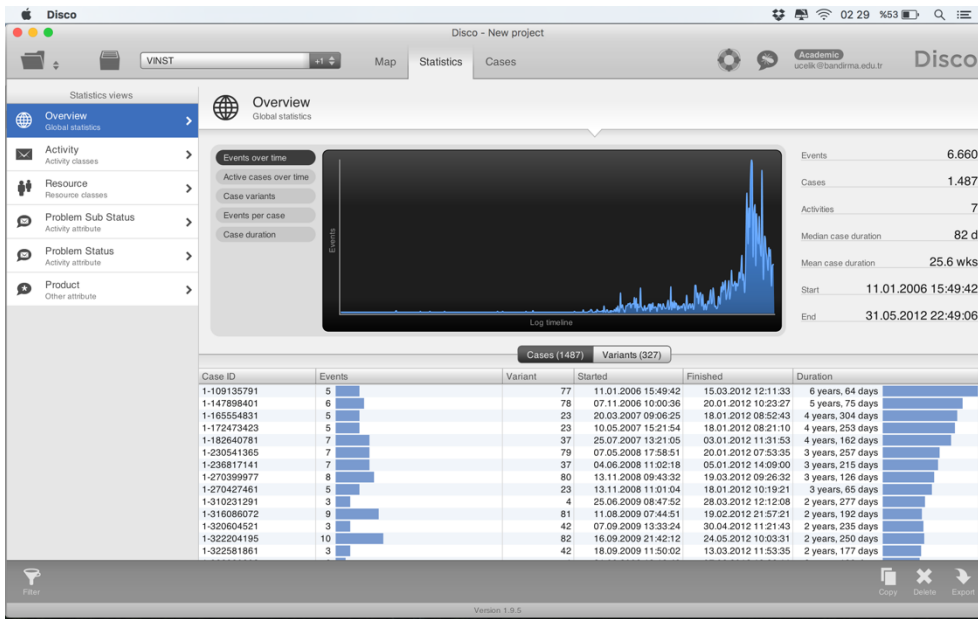 Disco 02 29 %53
Disco - New project
VINST +1 Map Statistics Cases Academic Disco
ucelik@bandirma.edu.tr
Statistics views
Overview
Global statistics
Activity
Activity classes
Resource
Resource classes
Problem Sub Status
Activity attribute
Problem Status
Activity attribute
Product
Other attribute
Overview
Global statistics
Events over time
Active cases over time
Case variants
Events per case
Case duration
Events
Log timeline
Events 6.660
Cases 1.487
Activities 7
Median case duration 82 d
Mean case duration 25.6 wks
Start 11.01.2006 15:49:42
End 31.05.2012 22:49:06
Cases (1487) Variants (327)
Case ID Events Variant Started Finished Duration
1-109135791 5 77 11.01.2006 15:49:42 15.03.2012 12:11:33 6 years, 64 days
1-147898401 6 78 07.11.2006 10:00:36 20.01.2012 10:23:27 5 years, 75 days
1-165554831 5 23 20.03.2007 09:06:25 18.01.2012 08:52:43 4 years, 304 days
1-172473423 5 23 10.05.2007 15:21:54 18.01.2012 08:21:10 4 years, 253 days
1-182640781 7 37 25.07.2007 13:21:05 03.01.2012 11:31:53 4 years, 162 days
1-230541365 7 79 07.05.2008 17:58:51 20.01.2012 07:53:35 3 years, 257 days
1-236817141 7 37 04.06.2008 11:02:18 05.01.2012 14:09:00 3 years, 215 days
1-270399977 8 80 13.11.2008 09:43:32 19.03.2012 09:26:32 3 years, 126 days
1-270427461 5 23 13.11.2008 11:01:04 18.01.2012 10:19:21 3 years, 65 days
1-310231291 3 4 25.06.2009 08:47:52 28.03.2012 12:12:08 2 years, 277 days
1-316086072 9 81 11.08.2009 07:44:51 19.02.2012 21:57:21 2 years, 192 days
1-320604521 3 42 07.09.2009 13:33:24 30.04.2012 11:21:43 2 years, 235 days
1-322204195 10 82 16.09.2009 21:42:12 24.05.2012 10:03:31 2 years, 250 days
1-322581861 3 42 18.09.2009 11:50:02 13.03.2012 11:53:35 2 years, 177 days
Filter Copy Delete Export
Version 1.9.5